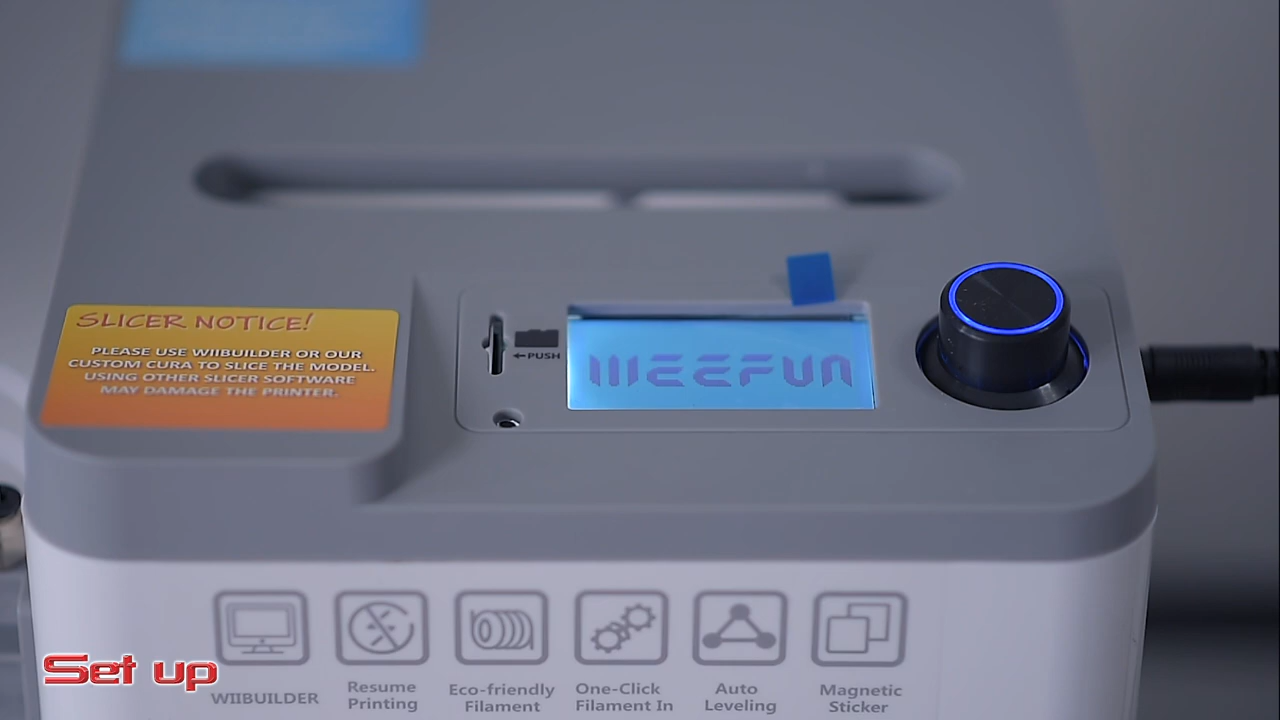 SLICER NOTICE!
PLEASE USE WIIBUILDER OR OUR
CUSTOM CURA TO SLICE THE MODEL.
USING OTHER SLICER SOFTWARE
MAY DAMAGE THE PRINTER.
←PUSH
WEEFUN
Set up
WIIBUILDER
Resume
Printing
Eco-friendly
Filament
One-Click
Filament In
Auto
Leveling
Magnetic
Sticker